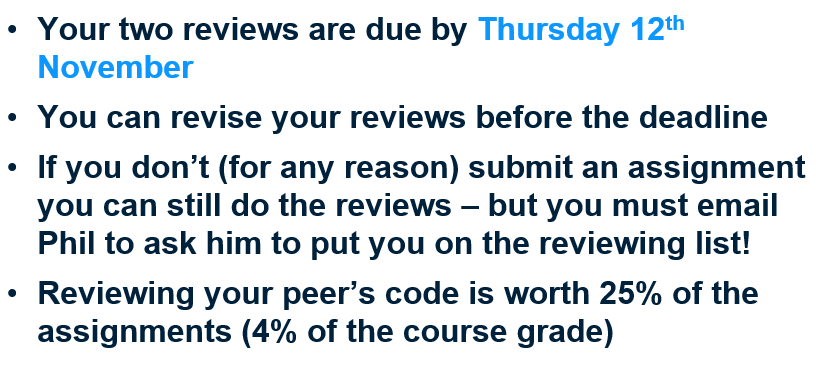 • Your two reviews are due by Thursday 12th
November
• You can revise your reviews before the deadline
• If you don’t (for any reason) submit an assignment
you can still do the reviews – but you must email
Phil to ask him to put you on the reviewing list!
• Reviewing your peer’s code is worth 25% of the
assignments (4% of the course grade)